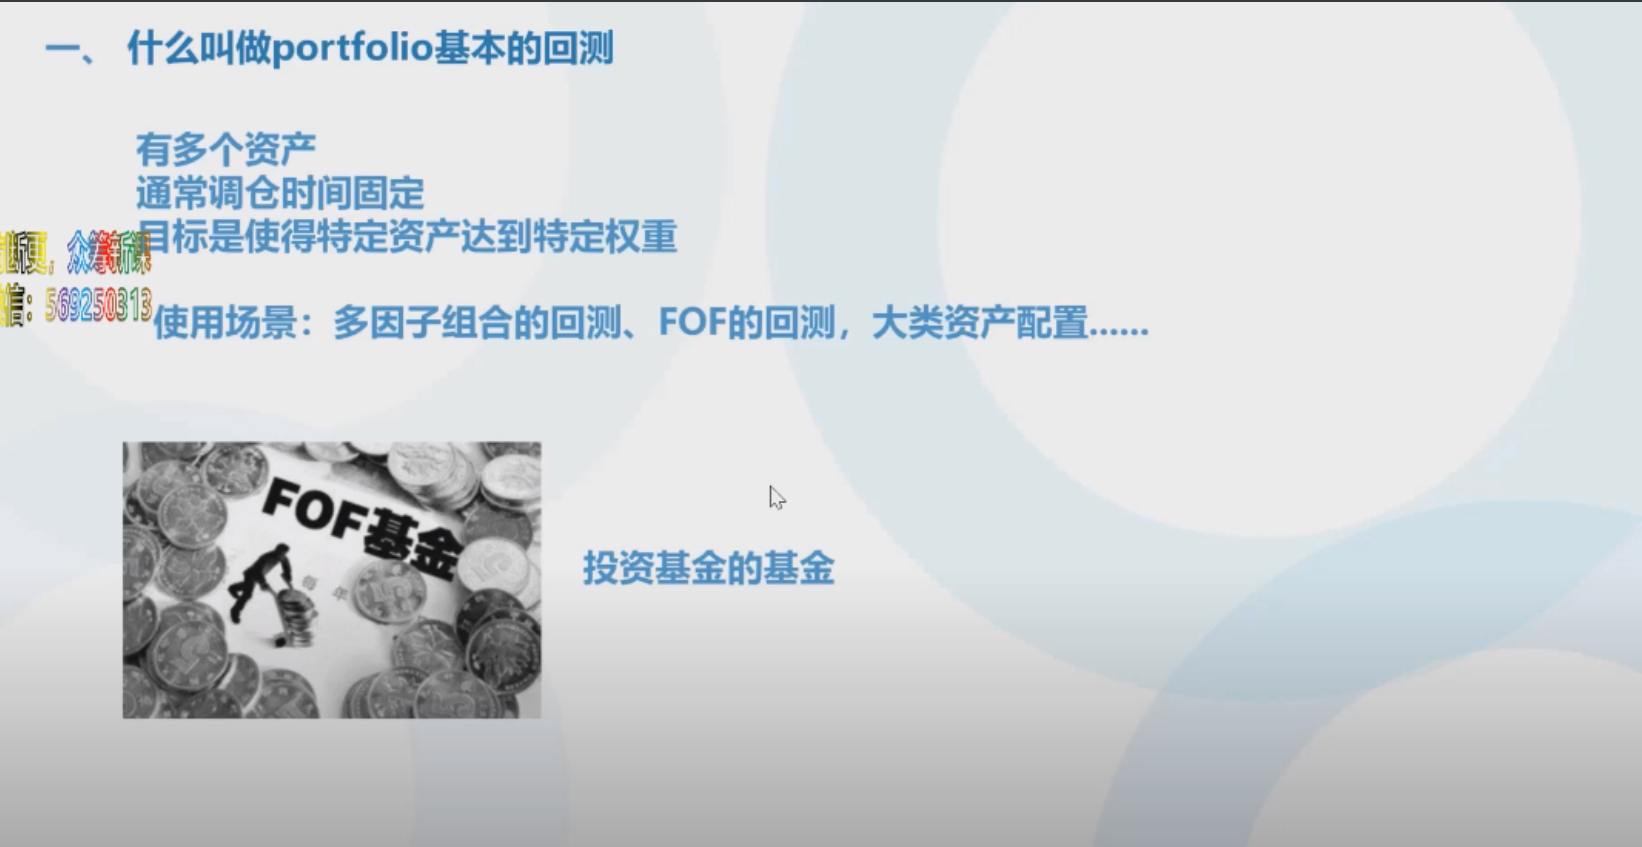 一、 什么叫做portfolio基本的回测
有多个资产
通常调仓时间固定
目标是使得特定资产达到特定权重
断更，众筹新课
信：569250313
使用场景：多因子组合的回测、FOF的回测，大类资产配置......
FOF基金
每年
投资基金的基金